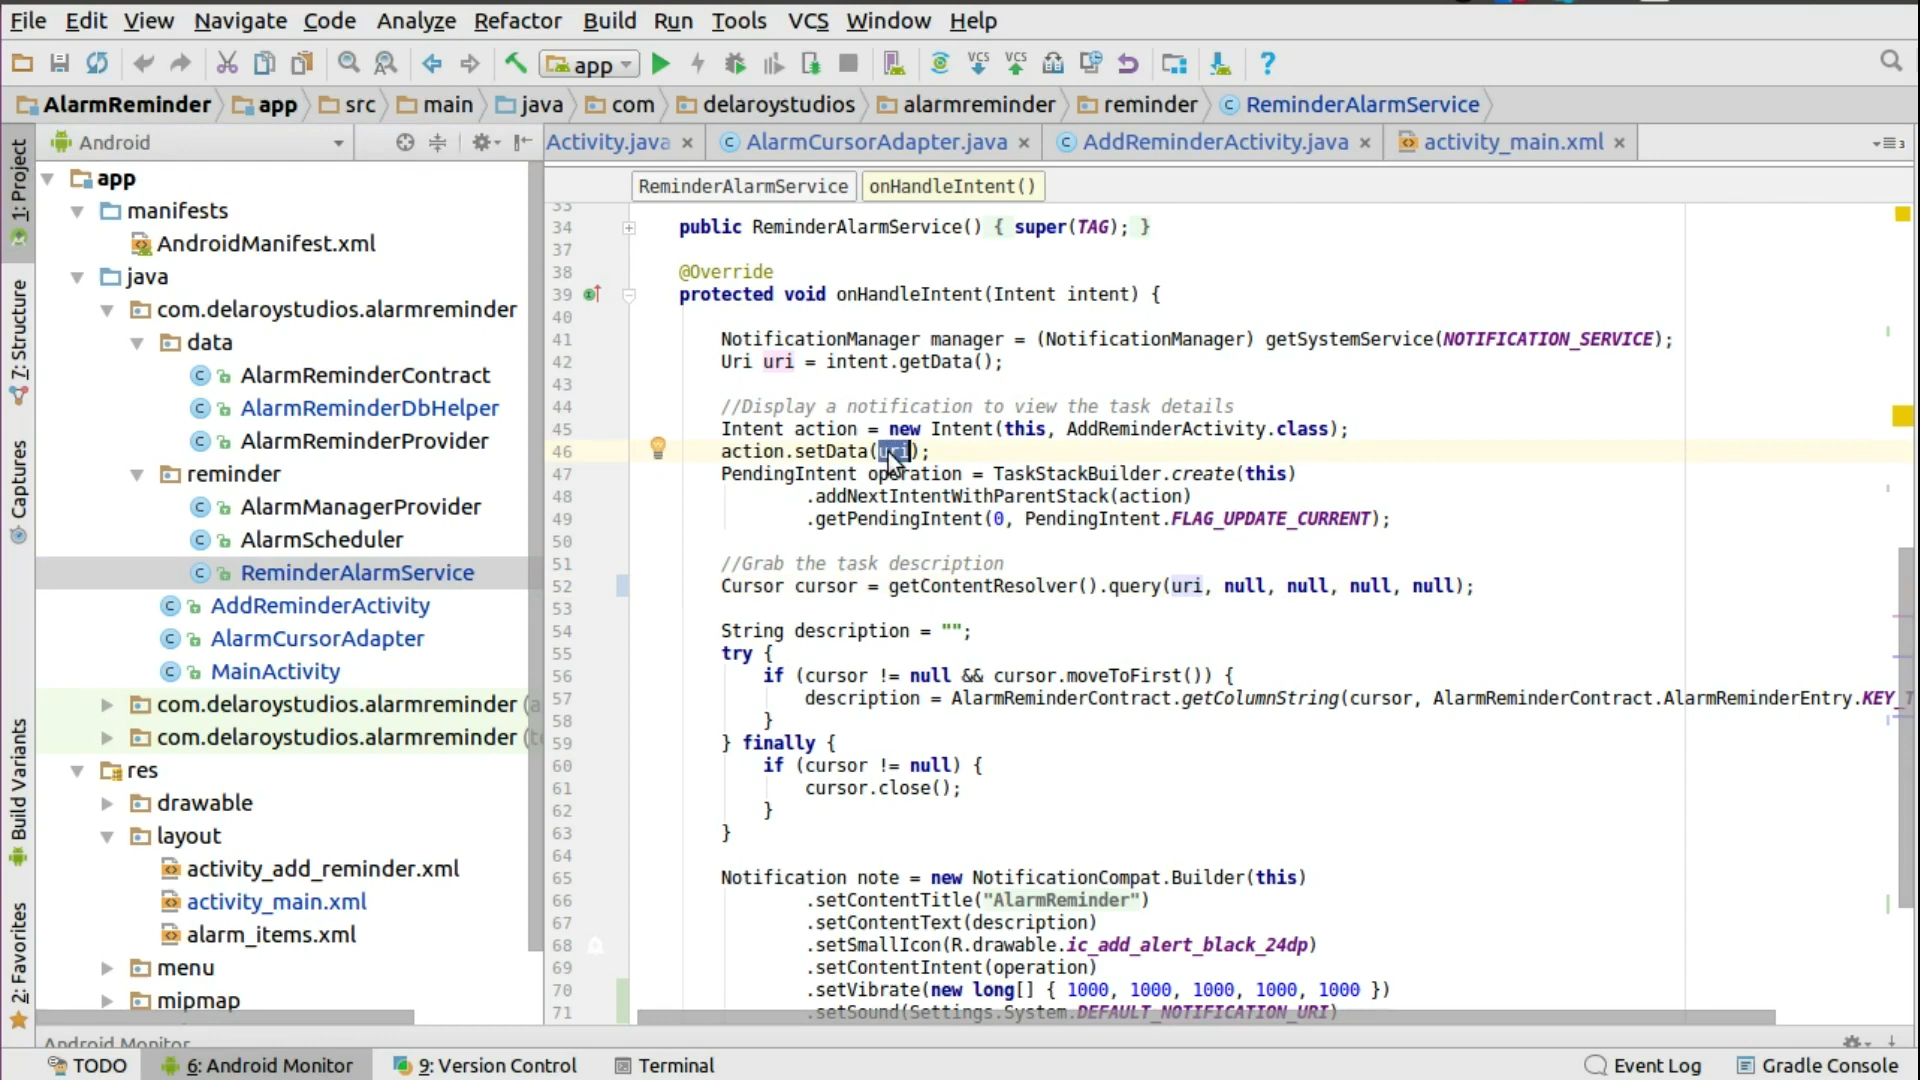 File Edit View Navigate Code Analyze Refactor Build Run Tools VCS Window Help
app VCS VCS ?
AlarmReminder app src main java com delaroystudios alarmreminder reminder ReminderAlarmService
Android
Activity.java AlarmCursorAdapter.java AddReminderActivity.java activity_main.xml
ReminderAlarmService onHandleIntent()
1: Project
7: Structure
Captures
Build Variants
2: Favorites
app
manifests
AndroidManifest.xml
java
com.delaroystudios.alarmreminder
data
AlarmReminderContract
AlarmReminderDbHelper
AlarmReminderProvider
reminder
AlarmManagerProvider
AlarmScheduler
ReminderAlarmService
AddReminderActivity
AlarmCursorAdapter
MainActivity
com.delaroystudios.alarmreminder
com.delaroystudios.alarmreminder
res
drawable
layout
activity_add_reminder.xml
activity_main.xml
alarm_items.xml
menu
mipmap
33
34 public ReminderAlarmService() { super(TAG); }
37
38 @Override
39 protected void onHandleIntent(Intent intent) {
40
41 NotificationManager manager = (NotificationManager) getSystemService(NOTIFICATION_SERVICE);
42 Uri uri = intent.getData();
43
44 //Display a notification to view the task details
45 Intent action = new Intent(this, AddReminderActivity.class);
46 action.setData(uri);
47 PendingIntent operation = TaskStackBuilder.create(this)
48 .addNextIntentWithParentStack(action)
49 .getPendingIntent(0, PendingIntent.FLAG_UPDATE_CURRENT);
50
51 //Grab the task description
52 Cursor cursor = getContentResolver().query(uri, null, null, null, null);
53
54 String description = "";
55 try {
56 if (cursor != null && cursor.moveToFirst()) {
57 description = AlarmReminderContract.getColumnString(cursor, AlarmReminderContract.AlarmReminderEntry.KEY_T
58 }
59 } finally {
60 if (cursor != null) {
61 cursor.close();
62 }
63 }
64
65 Notification note = new NotificationCompat.Builder(this)
66 .setContentTitle("AlarmReminder")
67 .setContentText(description)
68 .setSmallIcon(R.drawable.ic_add_alert_black_24dp)
69 .setContentIntent(operation)
70 .setVibrate(new long[] { 1000, 1000, 1000, 1000, 1000 })
71 .setSound(Settings.System.DEFAULT_NOTIFICATION_URI)
Android Monitor
TODO 6: Android Monitor 9: Version Control Terminal Event Log Gradle Console